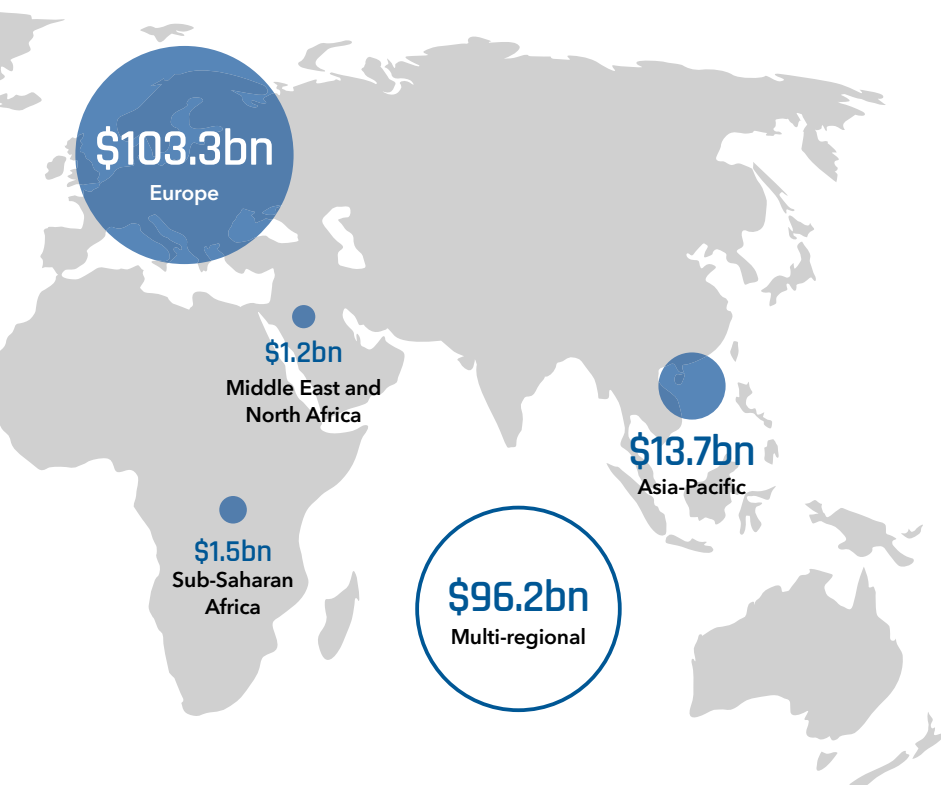 $103.3bn
Europe
$1.2bn
Middle East and
North Africa
$13.7bn
Asia-Pacific
$1.5bn
Sub-Saharan
Africa
$96.2bn
Multi-regional